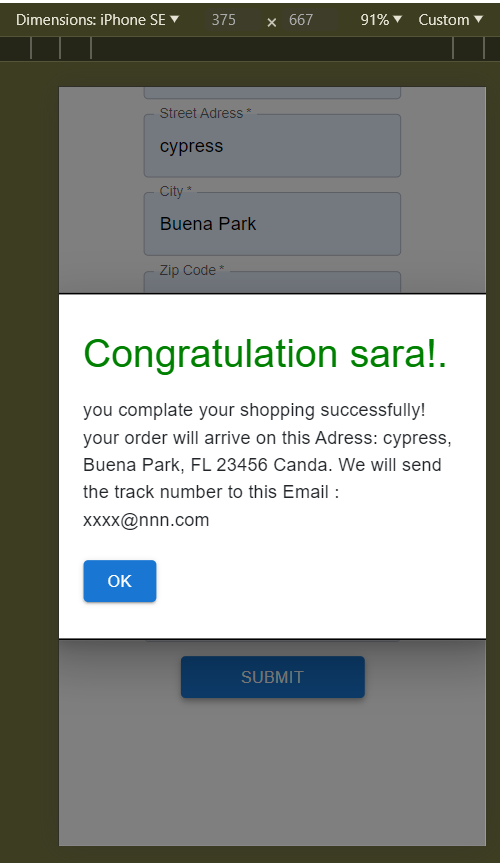 Dimensions: iPhone SE ▼ 375 × 667 91% ▼ Custom ▼
Street Adress *
cypress
City *
Buena Park
Zip Code *
Congratulation sara!.
you complate your shopping successfully!
your order will arrive on this Adress: cypress,
Buena Park, FL 23456 Canda. We will send
the track number to this Email :
xxxx@nnn.com
OK
SUBMIT